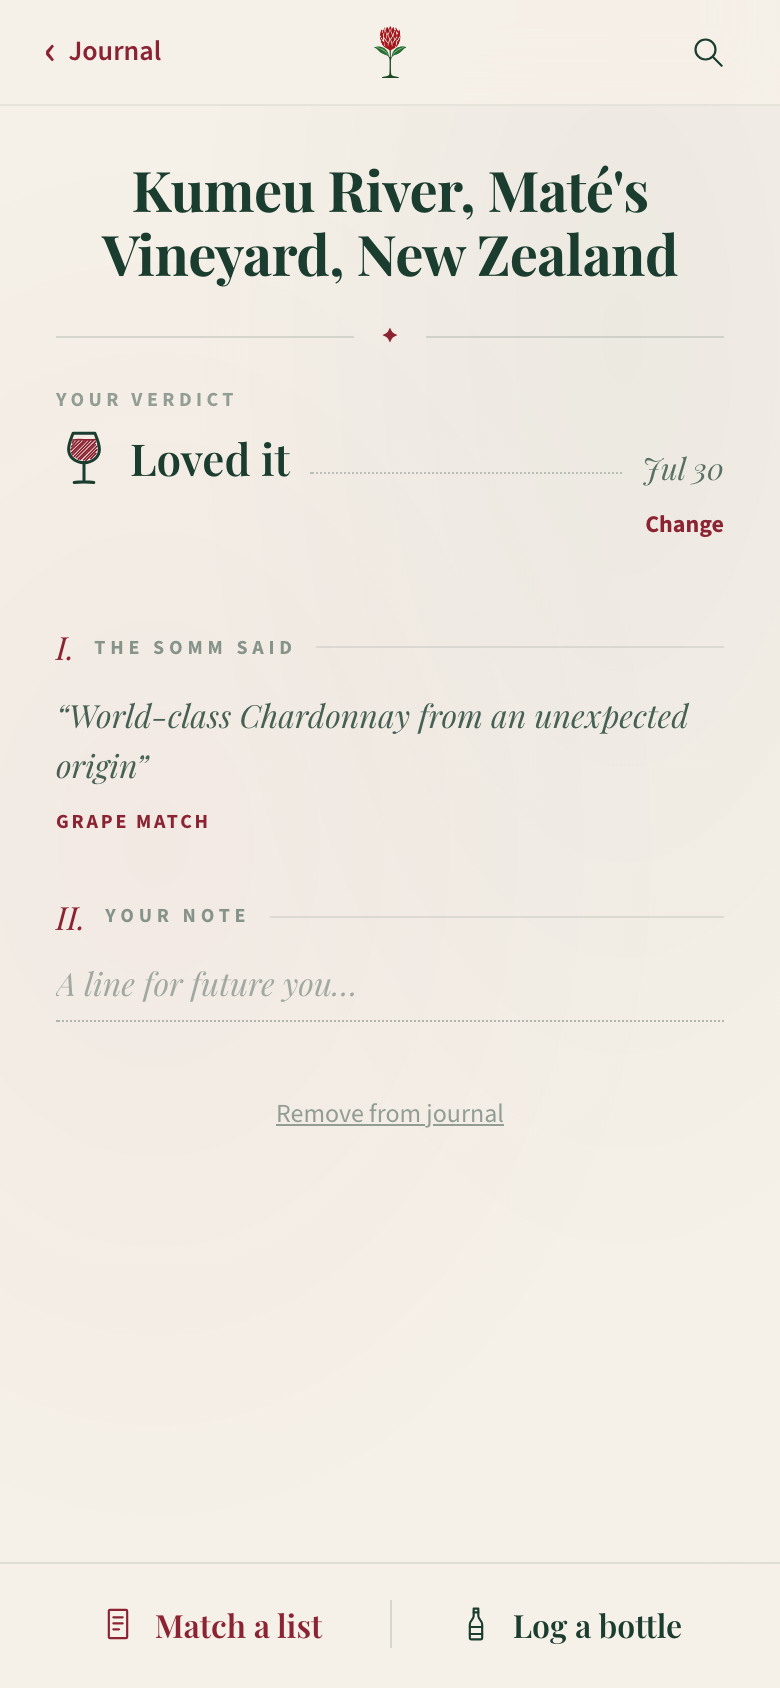 ‹ Journal
Kumeu River, Maté's
Vineyard, New Zealand
YOUR VERDICT
Loved it
Jul 30
Change
I. THE SOMM SAID
“World-class Chardonnay from an unexpected
origin”
GRAPE MATCH
II. YOUR NOTE
A line for future you...
Remove from journal
Match a list
Log a bottle